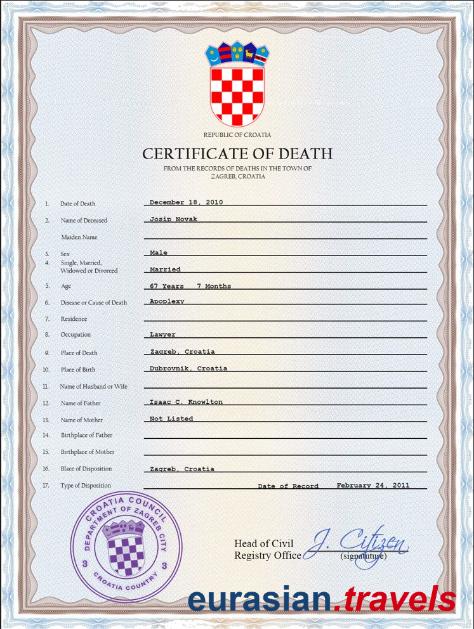 REPUBLIC OF CROATIA
CERTIFICATE OF DEATH
FROM THE RECORDS OF DEATHS IN THE TOWN OF
ZAGREB, CROATIA
1. Date of Death December 18, 2010
2. Name of Deceased Josip Novak
Maiden Name
3. Sex Male
4. Single, Married,
Widowed or Divorced Married
5. Age 67 Years 7 Months
6. Disease or Cause of Death Apoplexy
7. Residence
8. Occupation Lawyer
9. Place of Death Zagreb, Croatia
10. Place of Birth Dubrovnik, Croatia
11. Name of Husband or Wife
12. Name of Father Isaac C. Knowlton
13. Name of Mother Not Listed
14. Birthplace of Father
15. Birthplace of Mother
16. Place of Disposition Zagreb, Croatia
17. Type of Disposition Date of Record February 24, 2011
CROATIA COUNCIL
DEPARTMENT OF ZAGREB CITY
3 3
CROATIA COUNTRY
Head of Civil
Registry Office J. Citizen
(signatiture)
eurasian.travels